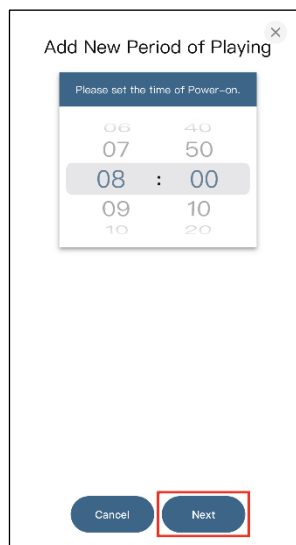 Add New Period of Playing
Please set the time of Power-on.
06 40
07 50
08 : 00
09 10
10 20
Cancel Next